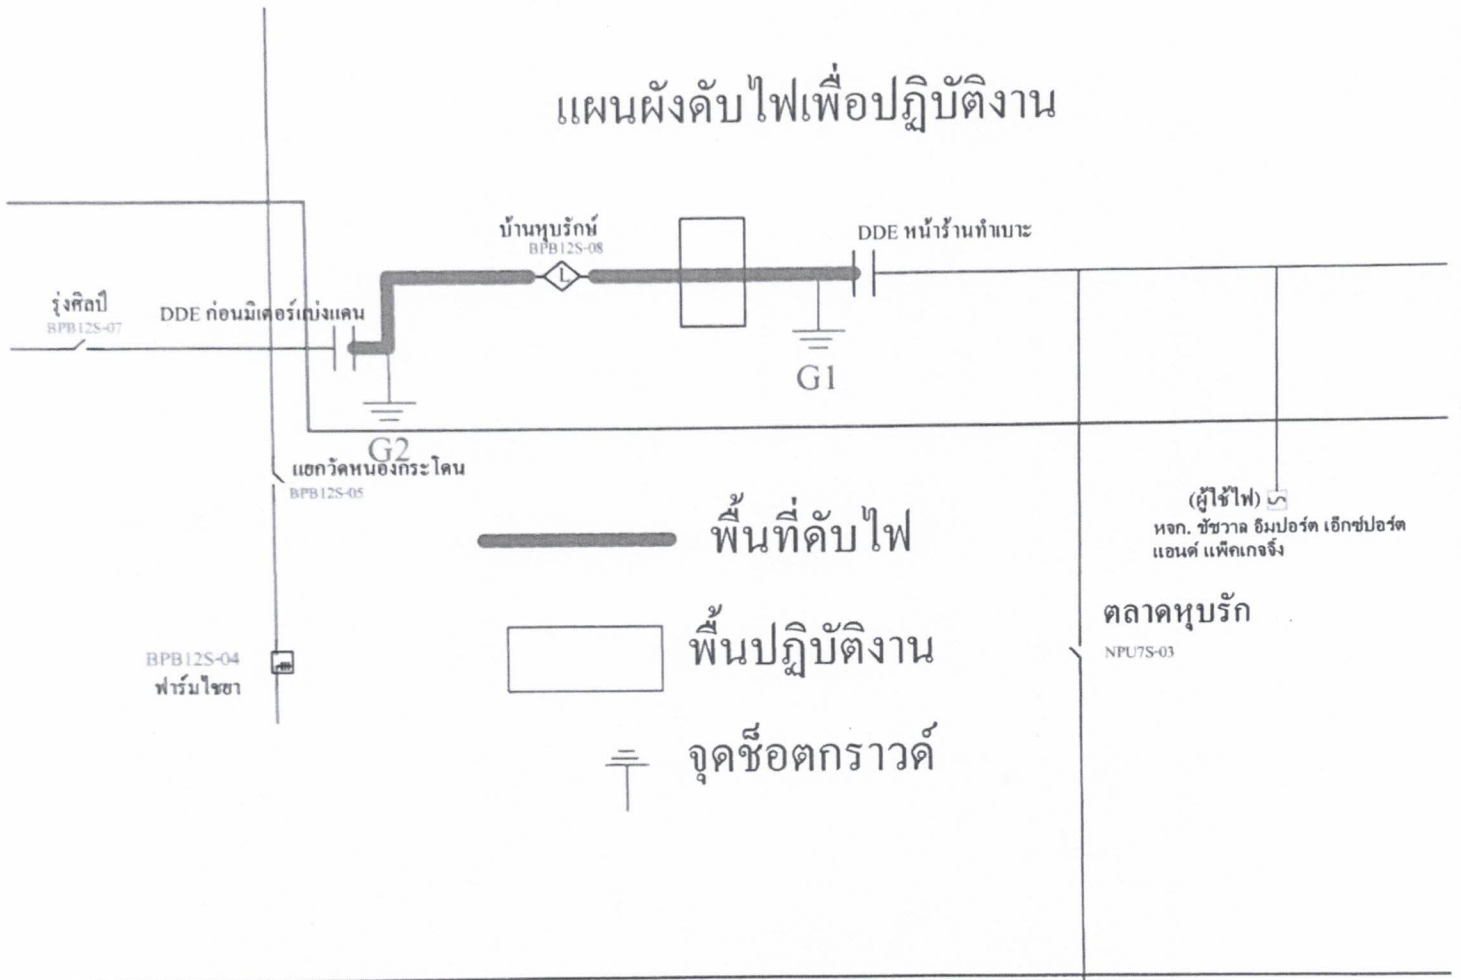 แผนผังดับไฟเพื่อปฏิบัติงาน
บ้านหุบรักษ์
BPB12S-08
L
DDE หน้าร้านทำเบาะ
รุ่งศิลป์
BPB12S-07
DDE ก่อนมิเตอร์แบ่งแดน
G1
G2
แยกวัดหนองกระโดน
BPB12S-05
พื้นที่ดับไฟ
(ผู้ใช้ไฟ)
หจก. ชัชวาล อิมปอร์ต เอ็กซ์ปอร์ต
แอนด์ แพ็คเกจจิ้ง
ตลาดหุบรัก
NPU7S-03
พื้นปฏิบัติงาน
BPB12S-04
ฟาร์มไชยา
จุดช็อตกราวด์